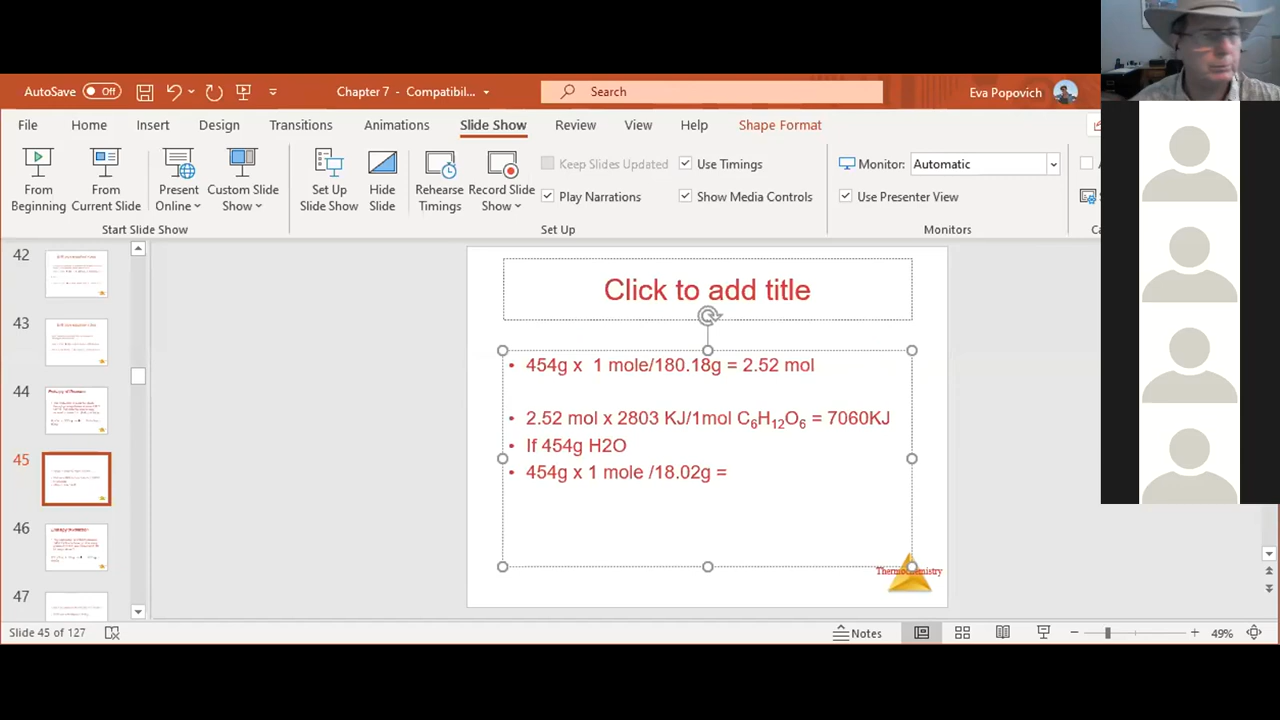 AutoSave Off
Chapter 7 - Compatibil...
Search
Eva Popovich
File Home Insert Design Transitions Animations Slide Show Review View Help Shape Format
From Beginning
From Current Slide
Present Online
Custom Slide Show
Set Up Slide Show
Hide Slide
Rehearse Timings
Record Slide Show
Keep Slides Updated
Play Narrations
Use Timings
Show Media Controls
Monitor: Automatic
Use Presenter View
Start Slide Show
Set Up
Monitors
42
43
44
45
46
47
Click to add title
• 454g x 1 mole/180.18g = 2.52 mol
• 2.52 mol x 2803 KJ/1mol C₆H₁₂O₆ = 7060KJ
• If 454g H2O
• 454g x 1 mole /18.02g =
Thermochemistry
Slide 45 of 127
Notes
49%